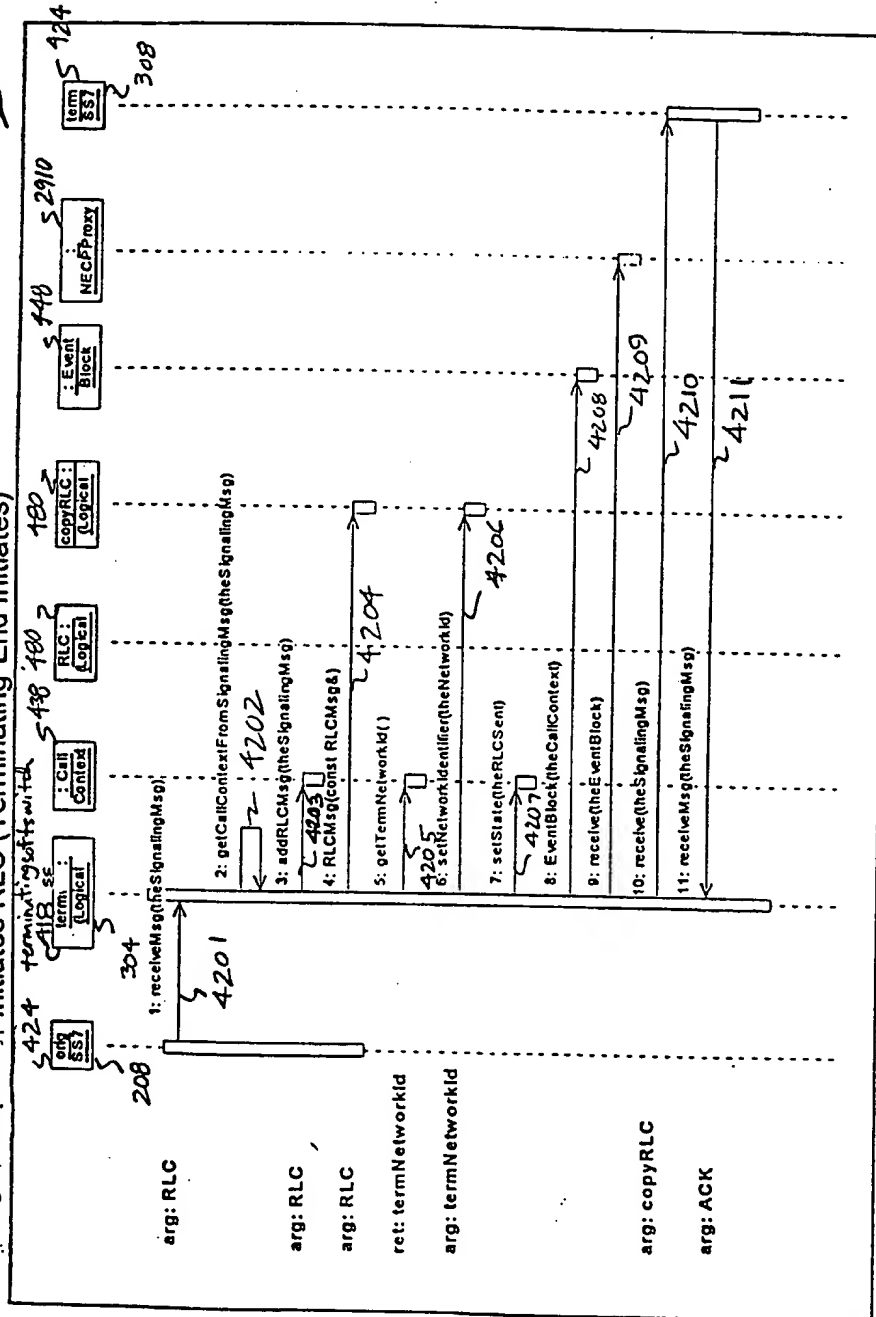 Initiated RLC (Terminating End Initiates)
424
orig
SS7
208
terminating softswitch
418
SE
term :
(Logical
304
438
: Call
Context
480
RLC :
(Logical
480
copyRLC :
(Logical
448
: Event
Block
2910
:
NECPProxy
424
term
SS7
308
arg: RLC
1: receiveMsg(theSignalingMsg)
4201
2: getCallContextFromSignalingMsg(theSignalingMsg)
4202
arg: RLC
3: addRLCMsg(theSignalingMsg)
4203
arg: RLC
4: RLCMsg(const RLCMsg&)
4204
ret: termNetworkId
5: getTermNetworkId( )
4205
arg: termNetworkId
6: setNetworkIdentifier(theNetworkId)
4206
7: setState(theRLCSent)
4207
8: EventBlock(theCallContext)
4208
9: receive(theEventBlock)
4209
arg: copyRLC
10: receive(theSignalingMsg)
4210
arg: ACK
11: receiveMsg(theSignalingMsg)
4211